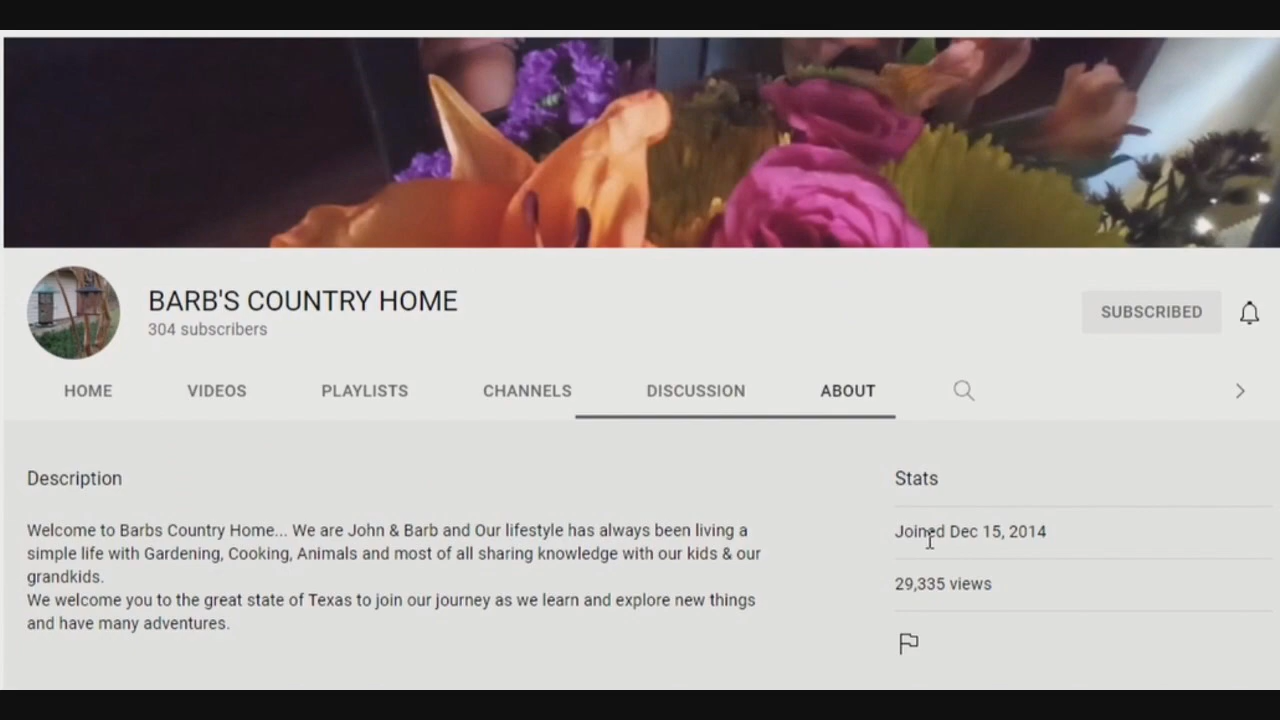 BARB'S COUNTRY HOME
304 subscribers
SUBSCRIBED
HOME VIDEOS PLAYLISTS CHANNELS DISCUSSION ABOUT
Description
Welcome to Barbs Country Home... We are John & Barb and Our lifestyle has always been living a
simple life with Gardening, Cooking, Animals and most of all sharing knowledge with our kids & our
grandkids.
We welcome you to the great state of Texas to join our journey as we learn and explore new things
and have many adventures.
Stats
Joined Dec 15, 2014
29,335 views